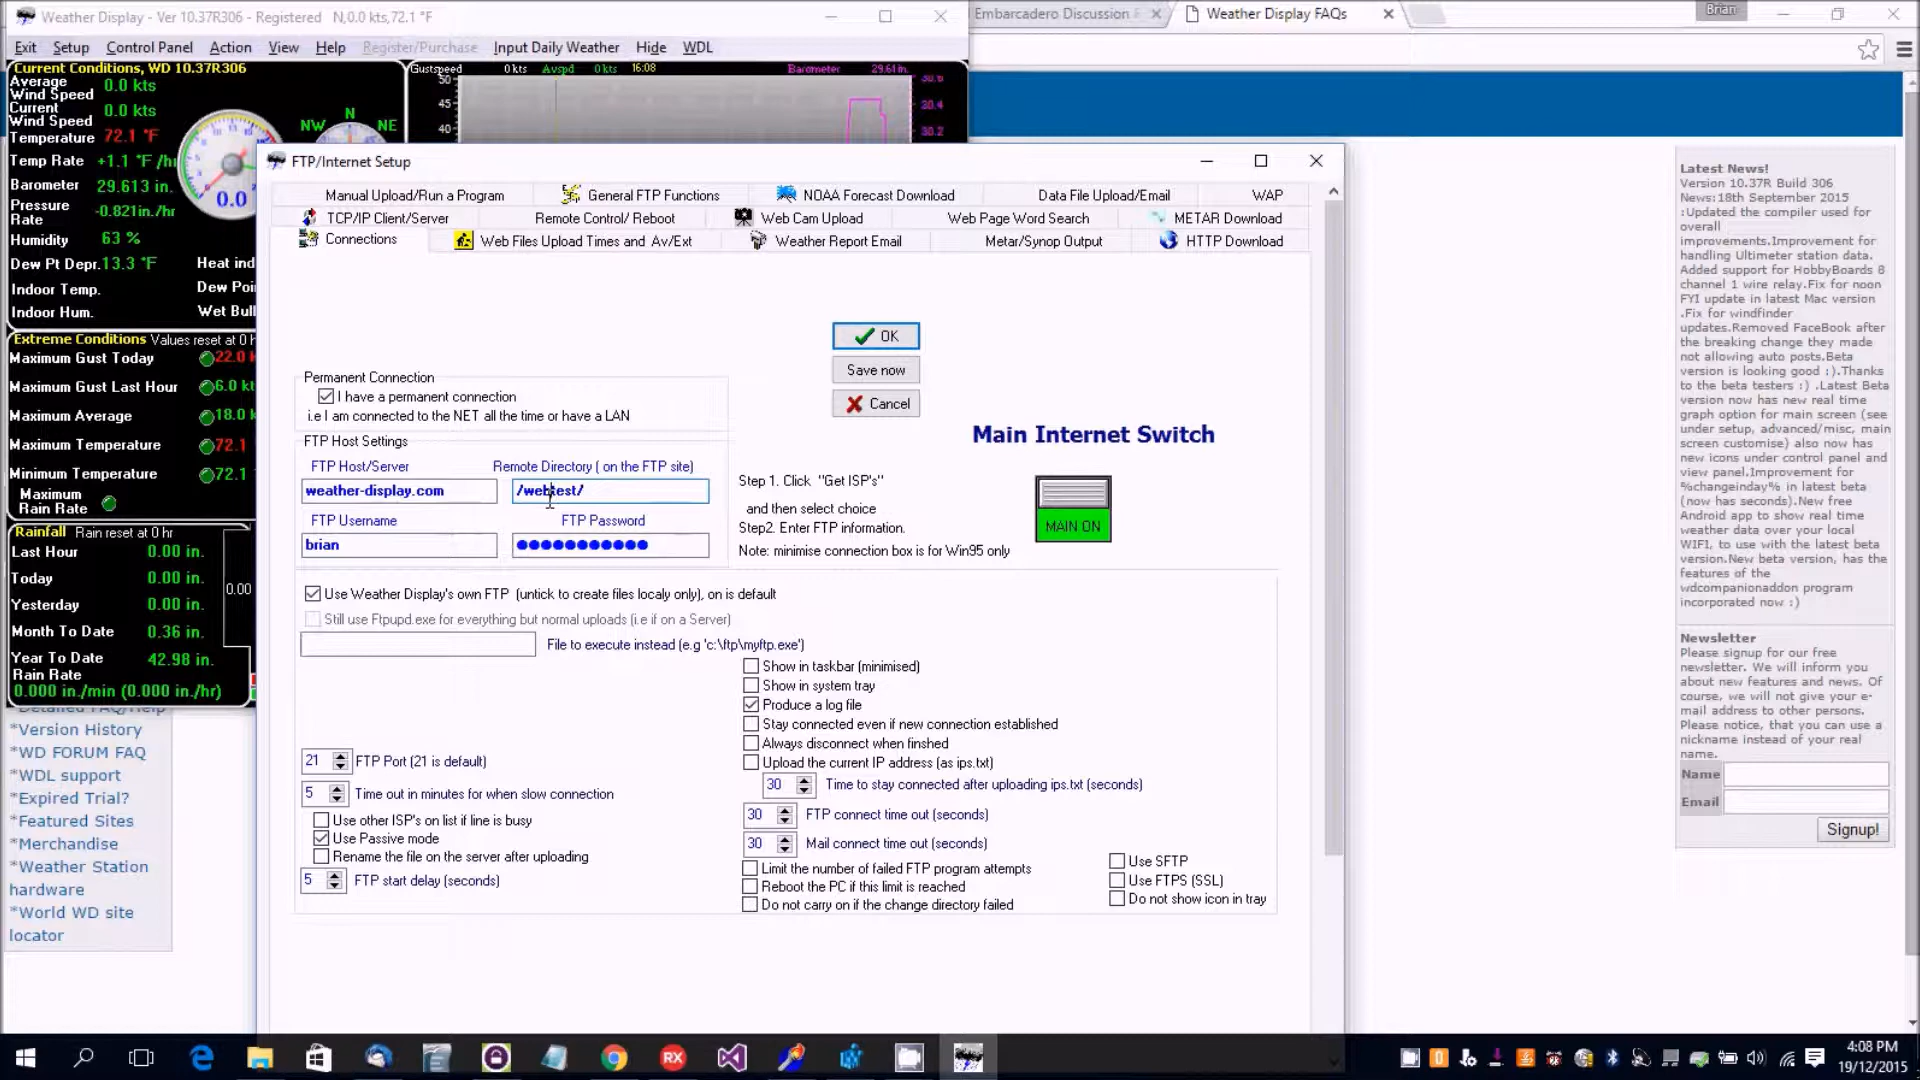 Weather Display - Ver 10.37R306 - Registered N,0.0 kts,72.1 °F
Embarcadero Discussion F
Weather Display FAQs
Brian
Exit Setup Control Panel Action View Help Register/Purchase Input Daily Weather Hide WDL
Current Conditions, WD 10.37R306
Average
Wind Speed 0.0 kts
Current
Wind Speed 0.0 kts
Temperature 72.1 °F
Temp Rate +1.1 °F /hr
Barometer 29.613 in.
Pressure
Rate -0.821in./hr
Humidity 63 %
Dew Pt Depr. 13.3 °F Heat ind
Indoor Temp. Dew Poi
Indoor Hum. Wet Bul
N
NW NE
0.0
Gustspeed 0 kts Avspd 0 kts 16:08 Barometer 29.61 in.
50
45
40
30.6
30.4
30.2
Extreme Conditions Values reset at 0 h
Maximum Gust Today 22.0 k
Maximum Gust Last Hour 6.0 kt
Maximum Average 18.0 k
Maximum Temperature 72.1
Minimum Temperature 72.1
Maximum
Rain Rate
Rainfall Rain reset at 0 hr
Last Hour 0.00 in.
Today 0.00 in.
Yesterday 0.00 in.
Month To Date 0.36 in.
Year To Date 42.98 in.
Rain Rate
0.000 in./min (0.000 in./hr)
0.00
Detailed FAQ/Help
*Version History
*WD FORUM FAQ
*WDL support
*Expired Trial?
*Featured Sites
*Merchandise
*Weather Station
hardware
*World WD site
locator
FTP/Internet Setup
Manual Upload/Run a Program General FTP Functions NOAA Forecast Download Data File Upload/Email WAP
TCP/IP Client/Server Remote Control/ Reboot Web Cam Upload Web Page Word Search METAR Download
Connections Web Files Upload Times and Av/Ext Weather Report Email Metar/Synop Output HTTP Download
OK
Save now
Cancel
Permanent Connection
I have a permanent connection
i.e I am connected to the NET all the time or have a LAN
FTP Host Settings
FTP Host/Server Remote Directory ( on the FTP site)
weather-display.com /webtest/
FTP Username FTP Password
brian
Main Internet Switch
Step 1. Click "Get ISP's"
and then select choice
Step2. Enter FTP information.
Note: minimise connection box is for Win95 only
MAIN ON
Use Weather Display's own FTP (untick to create files localy only), on is default
Still use Ftpupd.exe for everything but normal uploads (i.e if on a Server)
File to execute instead (e.g 'c:\ftp\myftp.exe')
Show in taskbar (minimised)
Show in system tray
Produce a log file
Stay connected even if new connection established
Always disconnect when finshed
Upload the current IP address (as ips.txt)
30 Time to stay connected after uploading ips.txt (seconds)
30 FTP connect time out (seconds)
30 Mail connect time out (seconds)
Limit the number of failed FTP program attempts
Reboot the PC if this limit is reached
Do not carry on if the change directory failed
21 FTP Port (21 is default)
5 Time out in minutes for when slow connection
Use other ISP's on list if line is busy
Use Passive mode
Rename the file on the server after uploading
5 FTP start delay (seconds)
Use SFTP
Use FTPS (SSL)
Do not show icon in tray
Latest News!
Version 10.37R Build 306
News:18th September 2015
:Updated the compiler used for
overall
improvements.Improvement for
handling Ultimeter station data.
Added support for HobbyBoards 8
channel 1 wire relay.Fix for noon
FYI update in latest Mac version
.Fix for windfinder
updates.Removed FaceBook after
the breaking change they made
not allowing auto posts.Beta
version is looking good :).Thanks
to the beta testers :) .Latest Beta
version now has new real time
graph option for main screen (see
under setup, advanced/misc, main
screen customise) also now has
new icons under control panel and
view panel.Improvement for
%changeinday% in latest beta
(now has seconds).New free
Android app to show real time
weather data over your local
WIFI, to use with the latest beta
version.New beta version, has the
features of the
wdcompanionaddon program
incorporated now :)
Newsletter
Please signup for our free
newsletter. We will inform you
about new features and news. Of
course, we will not give your e-
mail address to other persons.
Please notice, that you can use a
nickname instead of your real
name.
Name
Email
Signup!
RX
4:08 PM
19/12/2015